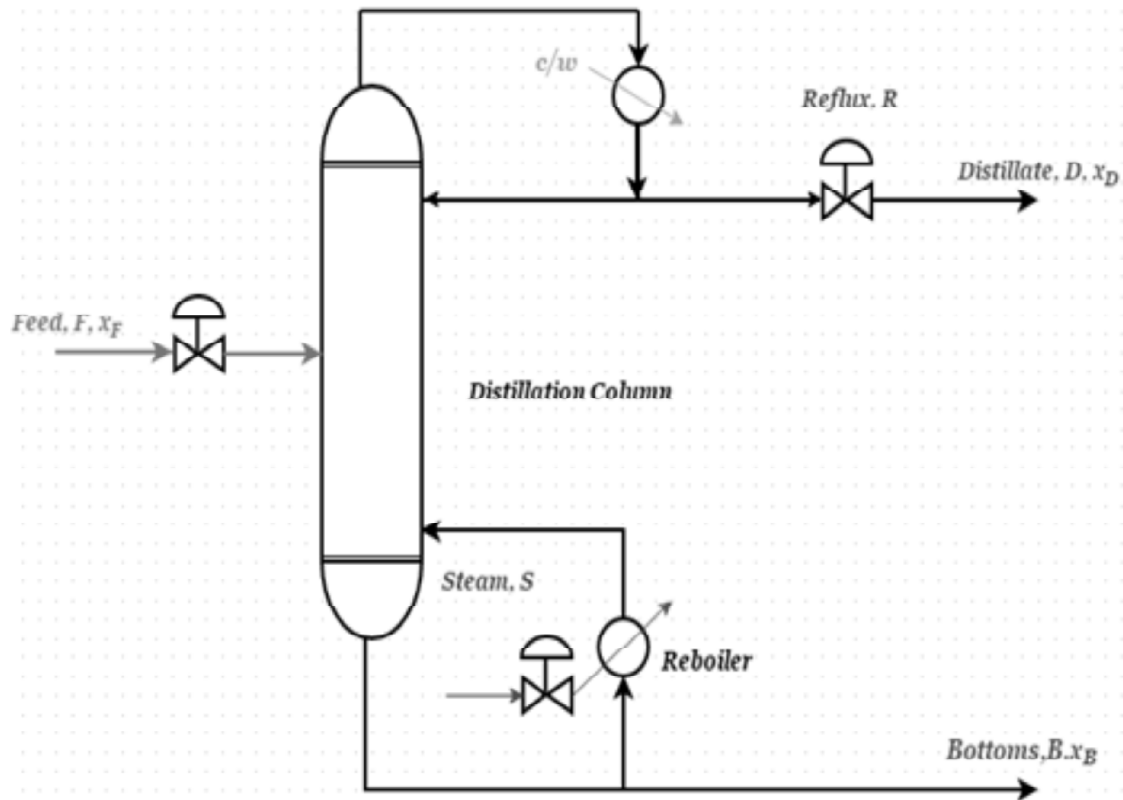 c/w
Reflux. R
Distillate, D, x_D
Feed, F, x_F
Distillation Column
Steam, S
Reboiler
Bottoms,B.x_B